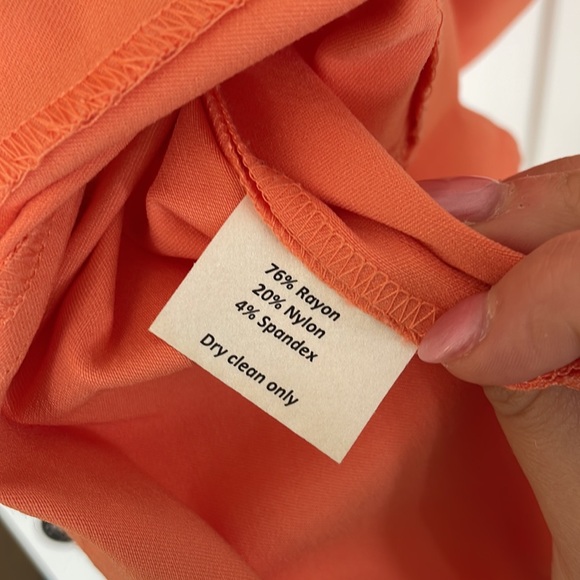 76% Rayon
20% Nylon
4% Spandex
Dry clean only